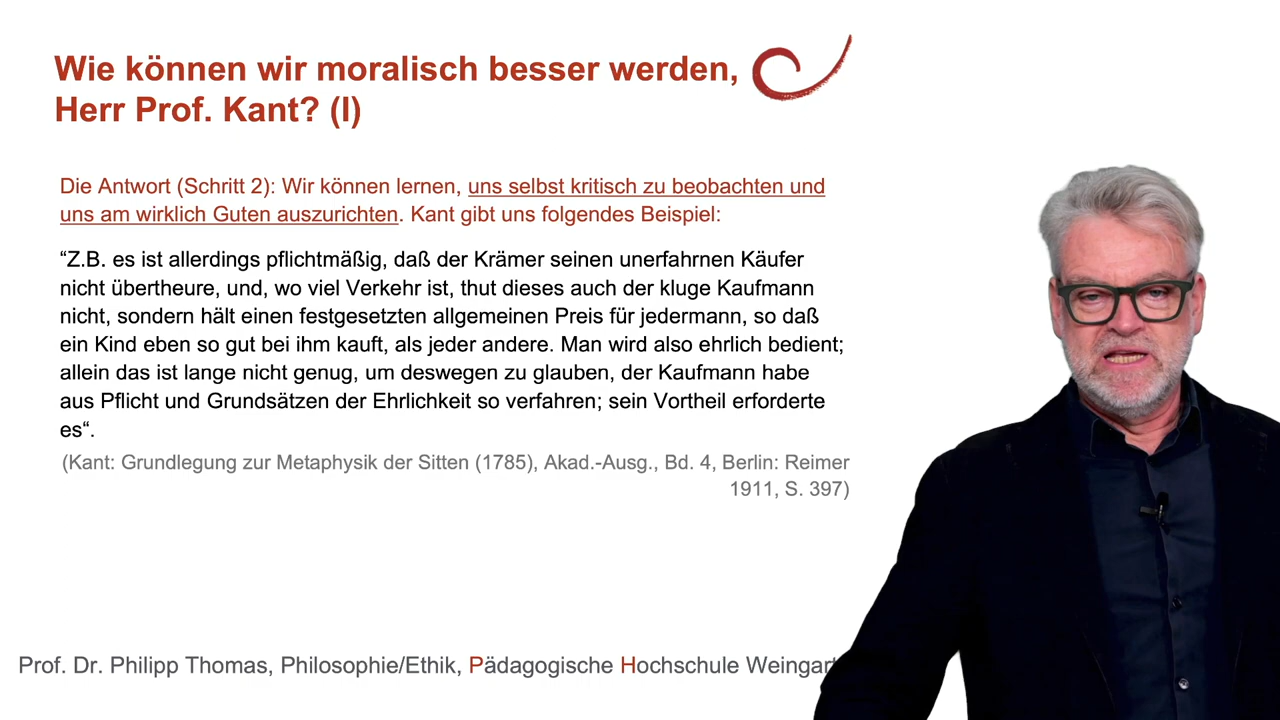 Wie können wir moralisch besser werden,
Herr Prof. Kant? (I)
Die Antwort (Schritt 2): Wir können lernen, uns selbst kritisch zu beobachten und
uns am wirklich Guten auszurichten. Kant gibt uns folgendes Beispiel:
“Z.B. es ist allerdings pflichtmäßig, daß der Krämer seinen unerfahrnen Käufer
nicht übertheure, und, wo viel Verkehr ist, thut dieses auch der kluge Kaufmann
nicht, sondern hält einen festgesetzten allgemeinen Preis für jedermann, so daß
ein Kind eben so gut bei ihm kauft, als jeder andere. Man wird also ehrlich bedient;
allein das ist lange nicht genug, um deswegen zu glauben, der Kaufmann habe
aus Pflicht und Grundsätzen der Ehrlichkeit so verfahren; sein Vortheil erforderte
es“.
(Kant: Grundlegung zur Metaphysik der Sitten (1785), Akad.-Ausg., Bd. 4, Berlin: Reimer
1911, S. 397)
Prof. Dr. Philipp Thomas, Philosophie/Ethik, Pädagogische Hochschule